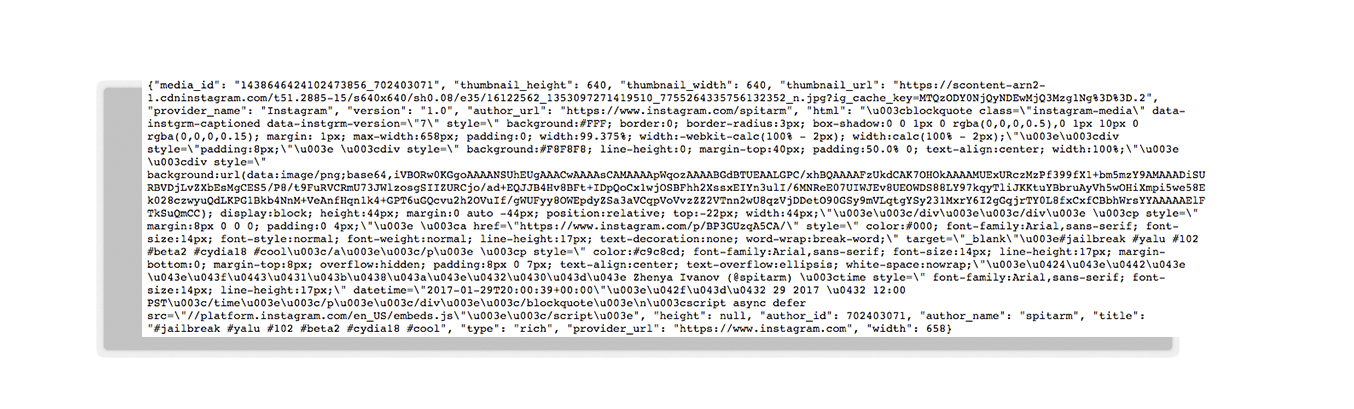 {"media_id": "1438646424102473856_702403071", "thumbnail_height": 640, "thumbnail_width": 640, "thumbnail_url": "https://scontent-arn2-
1.cdninstagram.com/t51.2885-15/s640x640/sh0.08/e35/16122562_1353097271419510_7755264335756132352_n.jpg?ig_cache_key=MTQzODY0NjQyNDEwMjQ3Mzg1Ng%3D%3D.2",
"provider_name": "Instagram", "version": "1.0", "author_url": "https://www.instagram.com/spitarm", "html": "\u003cblockquote class=\"instagram-media\" data-
instgrm-captioned data-instgrm-version=\"7\" style=\" background:#FFF; border:0; border-radius:3px; box-shadow:0 0 1px 0 rgba(0,0,0,0.5),0 1px 10px 0
rgba(0,0,0,0.15); margin: 1px; max-width:658px; padding:0; width:99.375%; width:-webkit-calc(100% - 2px); width:calc(100% - 2px);\"\u003e\u003cdiv
style=\"padding:8px;\"\u003e \u003cdiv style=\" background:#F8F8F8; line-height:0; margin-top:40px; padding:50.0% 0; text-align:center; width:100%;\"\u003e
\u003cdiv style=\"
background:url(data:image/png;base64,iVBORw0KGgoAAAANSUhEUgAAACwAAAAsCAMAAAApWqozAAAABGdBTUEAALGPC/xhBQAAAAFzUkdCAK7OHOkAAAAMUExURczMzPf399fX1+bm5mzY9AMAAADiSU
RBVDjLvZXbEsMgCES5/P8/t9FuRVCRmU73JWlzosgSIIZURCjo/ad+EQJJB4Hv8BFt+IDpQoCx1wjOSBFhh2XssxEIYn3ulI/6MNReE07UIWJEv8UEOWDS88LY97kqyTliJKKtuYBbruAyVh5wOHiXmpi5we58E
k028czwyuQdLKPG1Bkb4NnM+VeAnfHqn1k4+GPT6uGQcvu2h2OVuIf/gWUFyy8OWEpdyZSa3aVCqpVoVvzZZ2VTnn2wU8qzVjDDetO90GSy9mVLqtgYSy231MxrY6I2gGqjrTY0L8fxCxfCBbhWrsYYAAAAAElF
TkSuQmCC); display:block; height:44px; margin:0 auto -44px; position:relative; top:-22px; width:44px;\"\u003e\u003c/div\u003e\u003c/div\u003e \u003cp style=\"
margin:8px 0 0 0; padding:0 4px;\"\u003e \u003ca href=\"https://www.instagram.com/p/BP3GUzqA5CA/\" style=\" color:#000; font-family:Arial,sans-serif; font-
size:14px; font-style:normal; font-weight:normal; line-height:17px; text-decoration:none; word-wrap:break-word;\" target=\"_blank\"\u003e#jailbreak #yalu #102
#beta2 #cydia18 #cool\u003c/a\u003e\u003c/p\u003e \u003cp style=\" color:#c9c8cd; font-family:Arial,sans-serif; font-size:14px; line-height:17px; margin-
bottom:0; margin-top:8px; overflow:hidden; padding:8px 0 7px; text-align:center; text-overflow:ellipsis; white-space:nowrap;\"\u003e\u0424\u043e\u0442\u043e
\u043e\u043f\u0443\u0431\u043b\u0438\u043a\u043e\u0432\u0430\u043d\u043e Zhenya Ivanov (@spitarm) \u003ctime style=\" font-family:Arial,sans-serif; font-
size:14px; line-height:17px;\" datetime=\"2017-01-29T20:00:39+00:00\"\u003e\u042f\u043d\u0432 29 2017 \u0432 12:00
PST\u003c/time\u003e\u003c/p\u003e\u003c/div\u003e\u003c/blockquote\u003e\n\u003cscript async defer
src=\"//platform.instagram.com/en_US/embeds.js\"\u003e\u003c/script\u003e", "height": null, "author_id": 702403071, "author_name": "spitarm", "title":
"#jailbreak #yalu #102 #beta2 #cydia18 #cool", "type": "rich", "provider_url": "https://www.instagram.com", "width": 658}